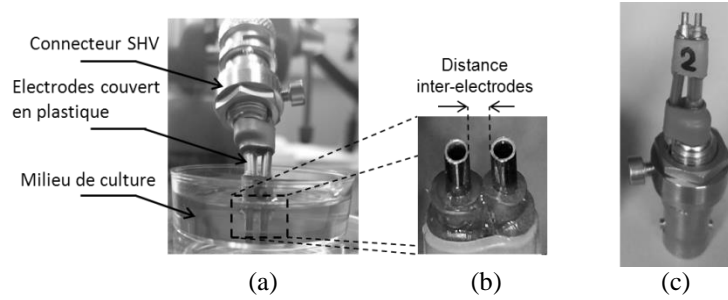 Connecteur SHV
Electrodes couvert
en plastique
Milieu de culture
Distance
inter-electrodes
2
(a)
(b)
(c)